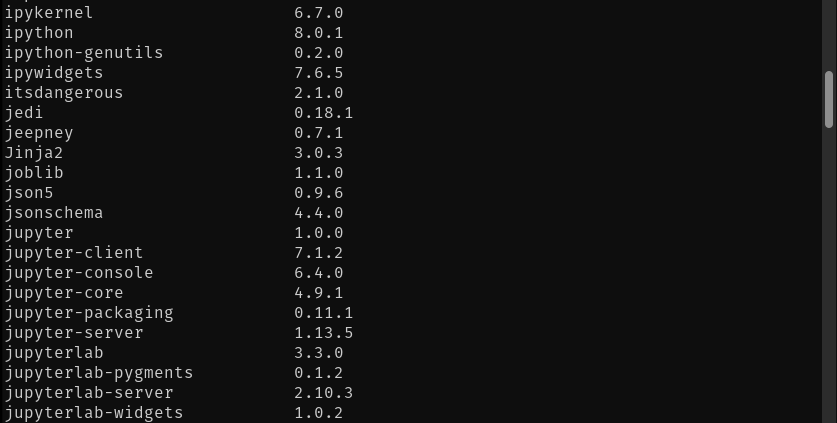 ipykernel 6.7.0
ipython 8.0.1
ipython-genutils 0.2.0
ipywidgets 7.6.5
itsdangerous 2.1.0
jedi 0.18.1
jeepney 0.7.1
Jinja2 3.0.3
joblib 1.1.0
json5 0.9.6
jsonschema 4.4.0
jupyter 1.0.0
jupyter-client 7.1.2
jupyter-console 6.4.0
jupyter-core 4.9.1
jupyter-packaging 0.11.1
jupyter-server 1.13.5
jupyterlab 3.3.0
jupyterlab-pygments 0.1.2
jupyterlab-server 2.10.3
jupyterlab-widgets 1.0.2